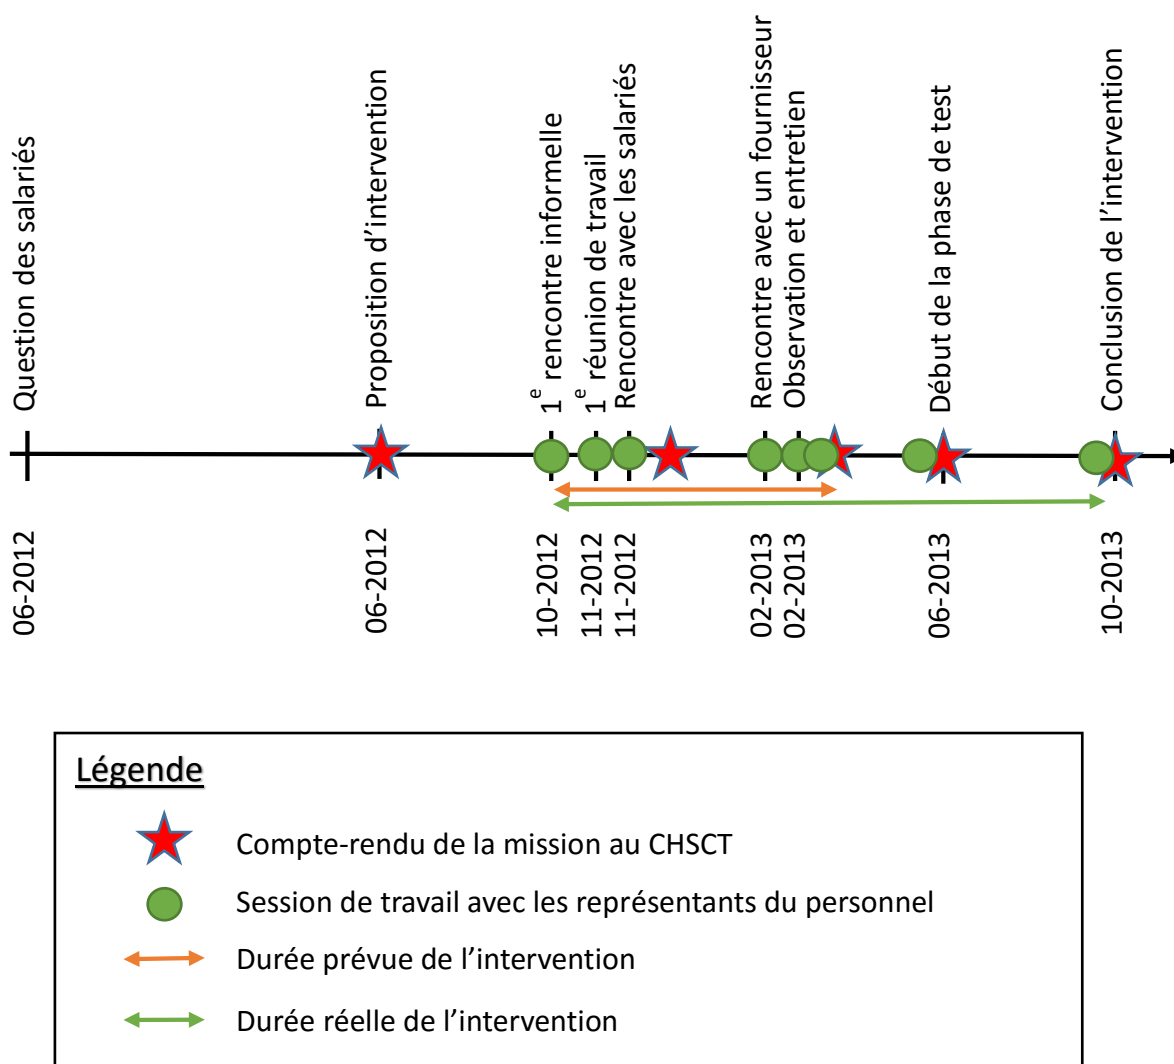 Question des salariés
Proposition d’intervention
1e rencontre informelle
1e réunion de travail
Rencontre avec les salariés
Rencontre avec un fournisseur
Observation et entretien
Début de la phase de test
Conclusion de l’intervention
06-2012
06-2012
10-2012
11-2012
11-2012
02-2013
02-2013
06-2013
10-2013
Légende
Compte-rendu de la mission au CHSCT
Session de travail avec les représentants du personnel
Durée prévue de l’intervention
Durée réelle de l’intervention